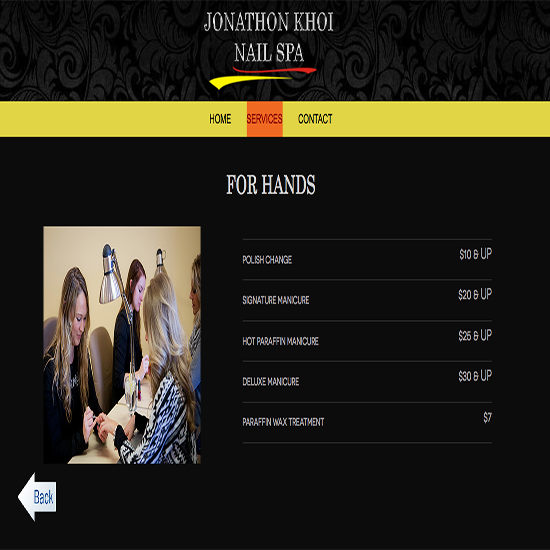 JONATHON KHOI
NAIL SPA
HOME SERVICES CONTACT
FOR HANDS
POLISH CHANGE $10 & UP
SIGNATURE MANICURE $20 & UP
HOT PARAFFIN MANICURE $25 & UP
DELUXE MANICURE $30 & UP
PARAFFIN WAX TREATMENT $7
Back